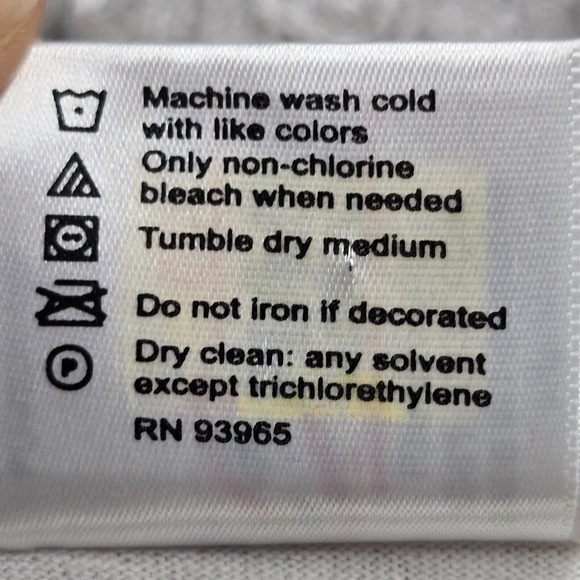 Machine wash cold
with like colors
Only non-chlorine
bleach when needed
Tumble dry medium
Do not iron if decorated
P
Dry clean: any solvent
except trichlorethylene
RN 93965